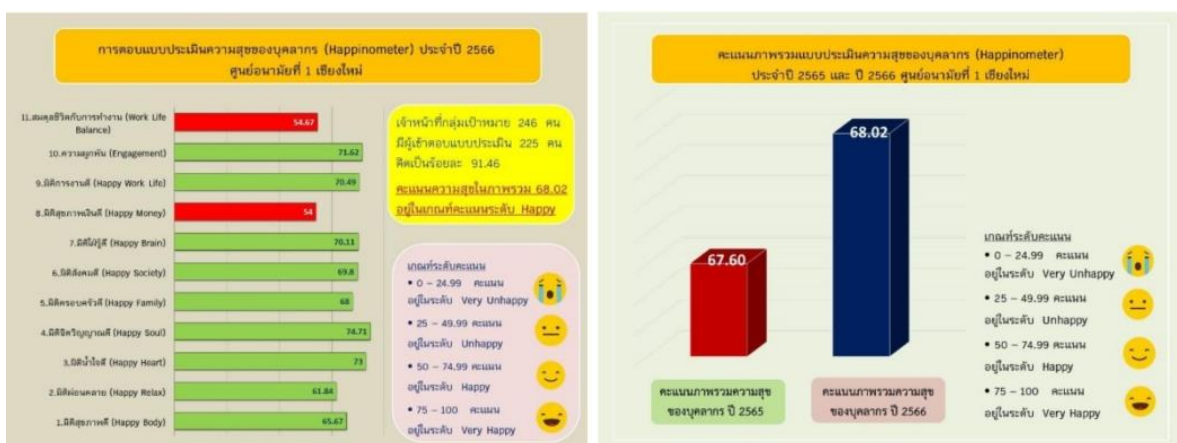 การตอบแบบประเมินความสุขของบุคลากร (Happinometer) ประจำปี 2566
ศูนย์อนามัยที่ 1 เชียงใหม่
11.สมดุลชีวิตกับการทำงาน (Work Life
Balance)
54.67
10.ความผูกพัน (Engagement)
71.62
9.มิติการงานดี (Happy Work Life)
70.49
8.มิติสุขภาพเงินดี (Happy Money)
54
7.มิติใฝ่รู้ดี (Happy Brain)
70.11
6.มิติสังคมดี (Happy Society)
69.8
5.มิติครอบครัวดี (Happy Family)
68
4.มิติจิตวิญญาณดี (Happy Soul)
74.71
3.มิติน้ำใจดี (Happy Heart)
73
2.มิติผ่อนคลาย (Happy Relax)
61.84
1.มิติสุขภาพดี (Happy Body)
65.67
เจ้าหน้าที่กลุ่มเป้าหมาย 246 คน
มีผู้เข้าตอบแบบประเมิน 225 คน
คิดเป็นร้อยละ 91.46
คะแนนความสุขในภาพรวม 68.02
อยู่ในเกณฑ์คะแนนระดับ Happy
เกณฑ์ระดับคะแนน
• 0 – 24.99 คะแนน
อยู่ในระดับ Very Unhappy
• 25 – 49.99 คะแนน
อยู่ในระดับ Unhappy
• 50 – 74.99 คะแนน
อยู่ในระดับ Happy
• 75 – 100 คะแนน
อยู่ในระดับ Very Happy
คะแนนภาพรวมแบบประเมินความสุขของบุคลากร (Happinometer)
ประจำปี 2565 และ ปี 2566 ศูนย์อนามัยที่ 1 เชียงใหม่
67.60
68.02
คะแนนภาพรวมความสุข
ของบุคลากร ปี 2565
คะแนนภาพรวมความสุข
ของบุคลากร ปี 2566
เกณฑ์ระดับคะแนน
• 0 – 24.99 คะแนน
อยู่ในระดับ Very Unhappy
• 25 – 49.99 คะแนน
อยู่ในระดับ Unhappy
• 50 – 74.99 คะแนน
อยู่ในระดับ Happy
• 75 – 100 คะแนน
อยู่ในระดับ Very Happy